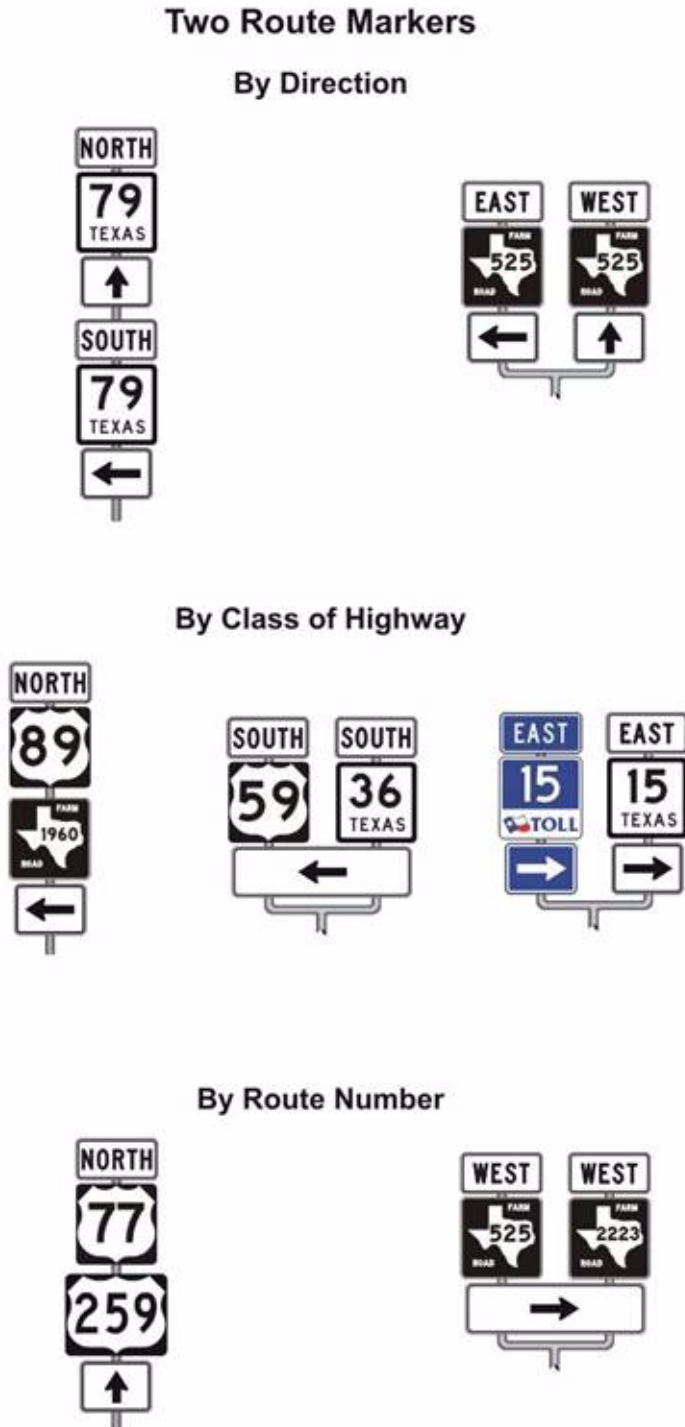 Two Route Markers
By Direction
NORTH
79
TEXAS
SOUTH
79
TEXAS
EAST WEST
FARM FARM
525 525
ROAD ROAD
By Class of Highway
NORTH
89
FARM
1960
ROAD
SOUTH SOUTH
59 36
TEXAS
EAST EAST
15 15
TOLL TEXAS
By Route Number
NORTH
77
259
WEST WEST
FARM FARM
525 2223
ROAD ROAD